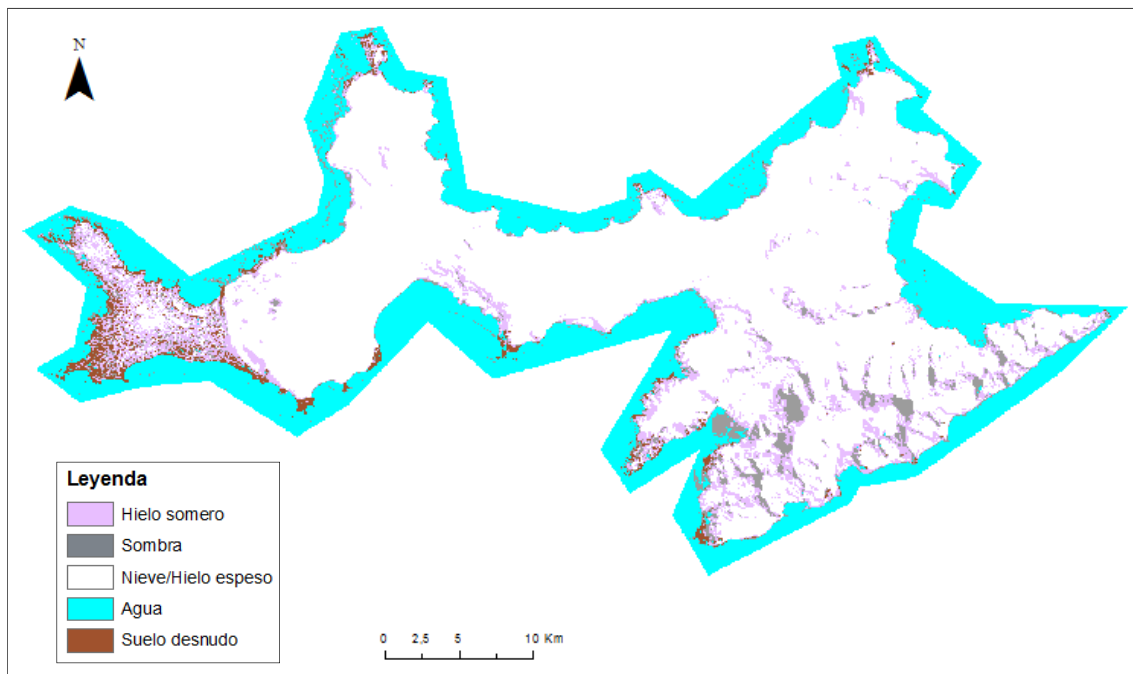 N
Leyenda
Hielo somero
Sombra
Nieve/Hielo espeso
Agua
Suelo desnudo
0 2,5 5 10 Km